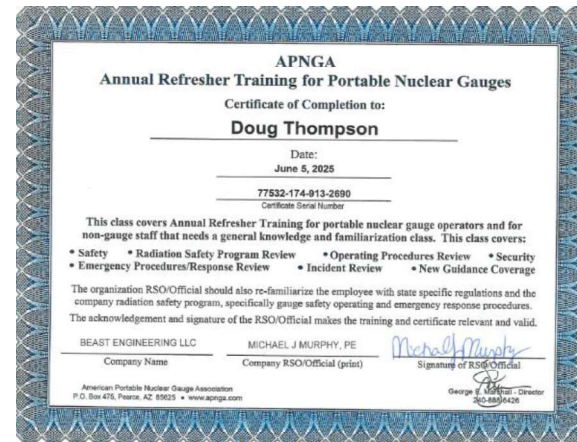 APNGA
Annual Refresher Training for Portable Nuclear Gauges
Certificate of Completion to:
Doug Thompson
Date:
June 5, 2025
77532-174-913-2690
Certificate Serial Number
This class covers Annual Refresher Training for portable nuclear gauge operators and for
non-gauge staff that needs a general knowledge and familiarization class. This class covers:
• Safety • Radiation Safety Program Review • Operating Procedures Review • Security
• Emergency Procedures/Response Review • Incident Review • New Guidance Coverage
The organization RSO/Official should also re-familiarize the employee with state specific regulations and the
company radiation safety program, specifically gauge safety operating and emergency response procedures.
The acknowledgement and signature of the RSO/Official makes the training and certificate relevant and valid.
BEAST ENGINEERING LLC MICHAEL J MURPHY, PE Michael J Murphy
Company Name Company RSO/Official (print) Signature of RSO/Official
American Portable Nuclear Gauge Association
P.O. Box 475, Pearce, AZ 85625 • www.apnga.com
George E. Marshall - Director
240-888-6426